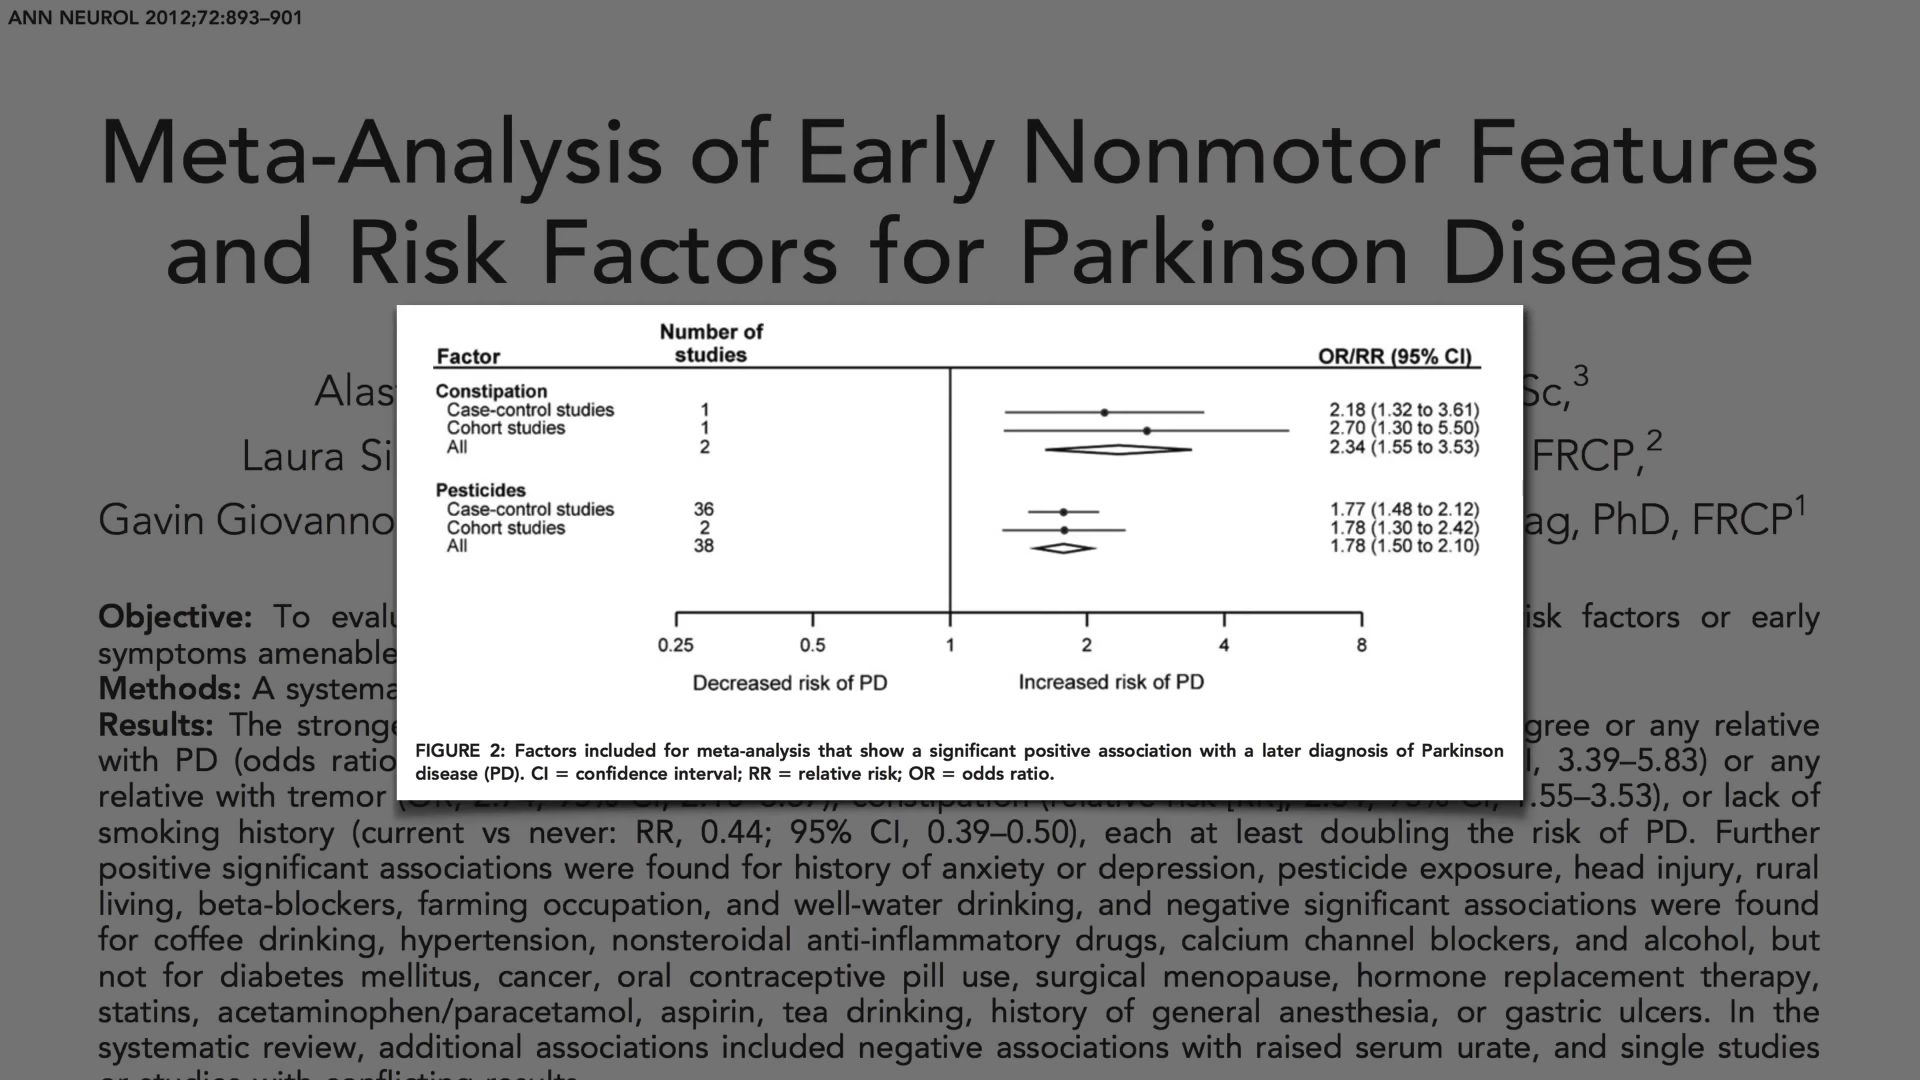 ANN NEUROL 2012;72:893–901
Meta-Analysis of Early Nonmotor Features
and Risk Factors for Parkinson Disease
Alas Sc,3
Laura Si FRCP,2
Gavin Giovanno ag, PhD, FRCP1
Factor Number of studies OR/RR (95% CI)
Constipation
Case-control studies 1 2.18 (1.32 to 3.61)
Cohort studies 1 2.70 (1.30 to 5.50)
All 2 2.34 (1.55 to 3.53)
Pesticides
Case-control studies 36 1.77 (1.48 to 2.12)
Cohort studies 2 1.78 (1.30 to 2.42)
All 38 1.78 (1.50 to 2.10)
0.25 0.5 1 2 4 8
Decreased risk of PD Increased risk of PD
FIGURE 2: Factors included for meta-analysis that show a significant positive association with a later diagnosis of Parkinson
disease (PD). CI = confidence interval; RR = relative risk; OR = odds ratio.
Objective: To evalu isk factors or early
symptoms amenable
Methods: A systema
Results: The stronge gree or any relative
with PD (odds ratio I, 3.39–5.83) or any
relative with tremor .55–3.53), or lack of
smoking history (current vs never: RR, 0.44; 95% CI, 0.39–0.50), each at least doubling the risk of PD. Further
positive significant associations were found for history of anxiety or depression, pesticide exposure, head injury, rural
living, beta-blockers, farming occupation, and well-water drinking, and negative significant associations were found
for coffee drinking, hypertension, nonsteroidal anti-inflammatory drugs, calcium channel blockers, and alcohol, but
not for diabetes mellitus, cancer, oral contraceptive pill use, surgical menopause, hormone replacement therapy,
statins, acetaminophen/paracetamol, aspirin, tea drinking, history of general anesthesia, or gastric ulcers. In the
systematic review, additional associations included negative associations with raised serum urate, and single studies